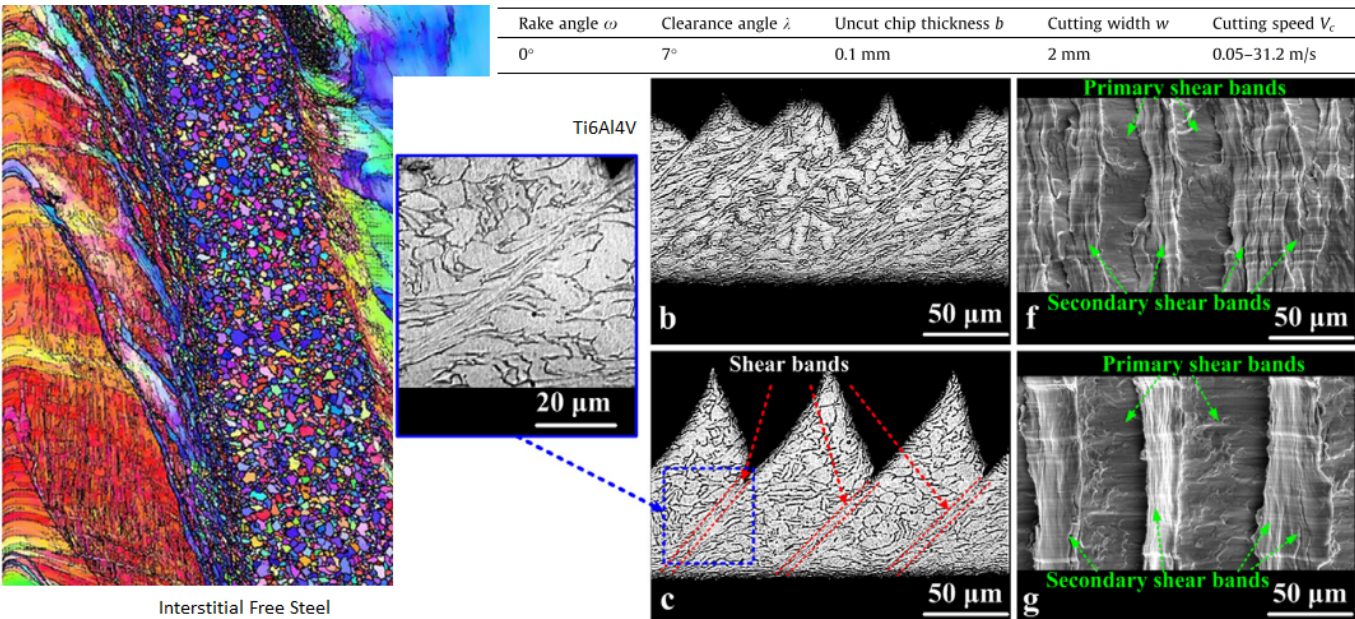 Rake angle ω Clearance angle λ Uncut chip thickness b Cutting width w Cutting speed Vc
0° 7° 0.1 mm 2 mm 0.05–31.2 m/s
Ti6Al4V
Primary shear bands
Secondary shear bands
b 50 μm
f 50 μm
20 μm
Shear bands
Primary shear bands
Secondary shear bands
c 50 μm
g 50 μm
Interstitial Free Steel